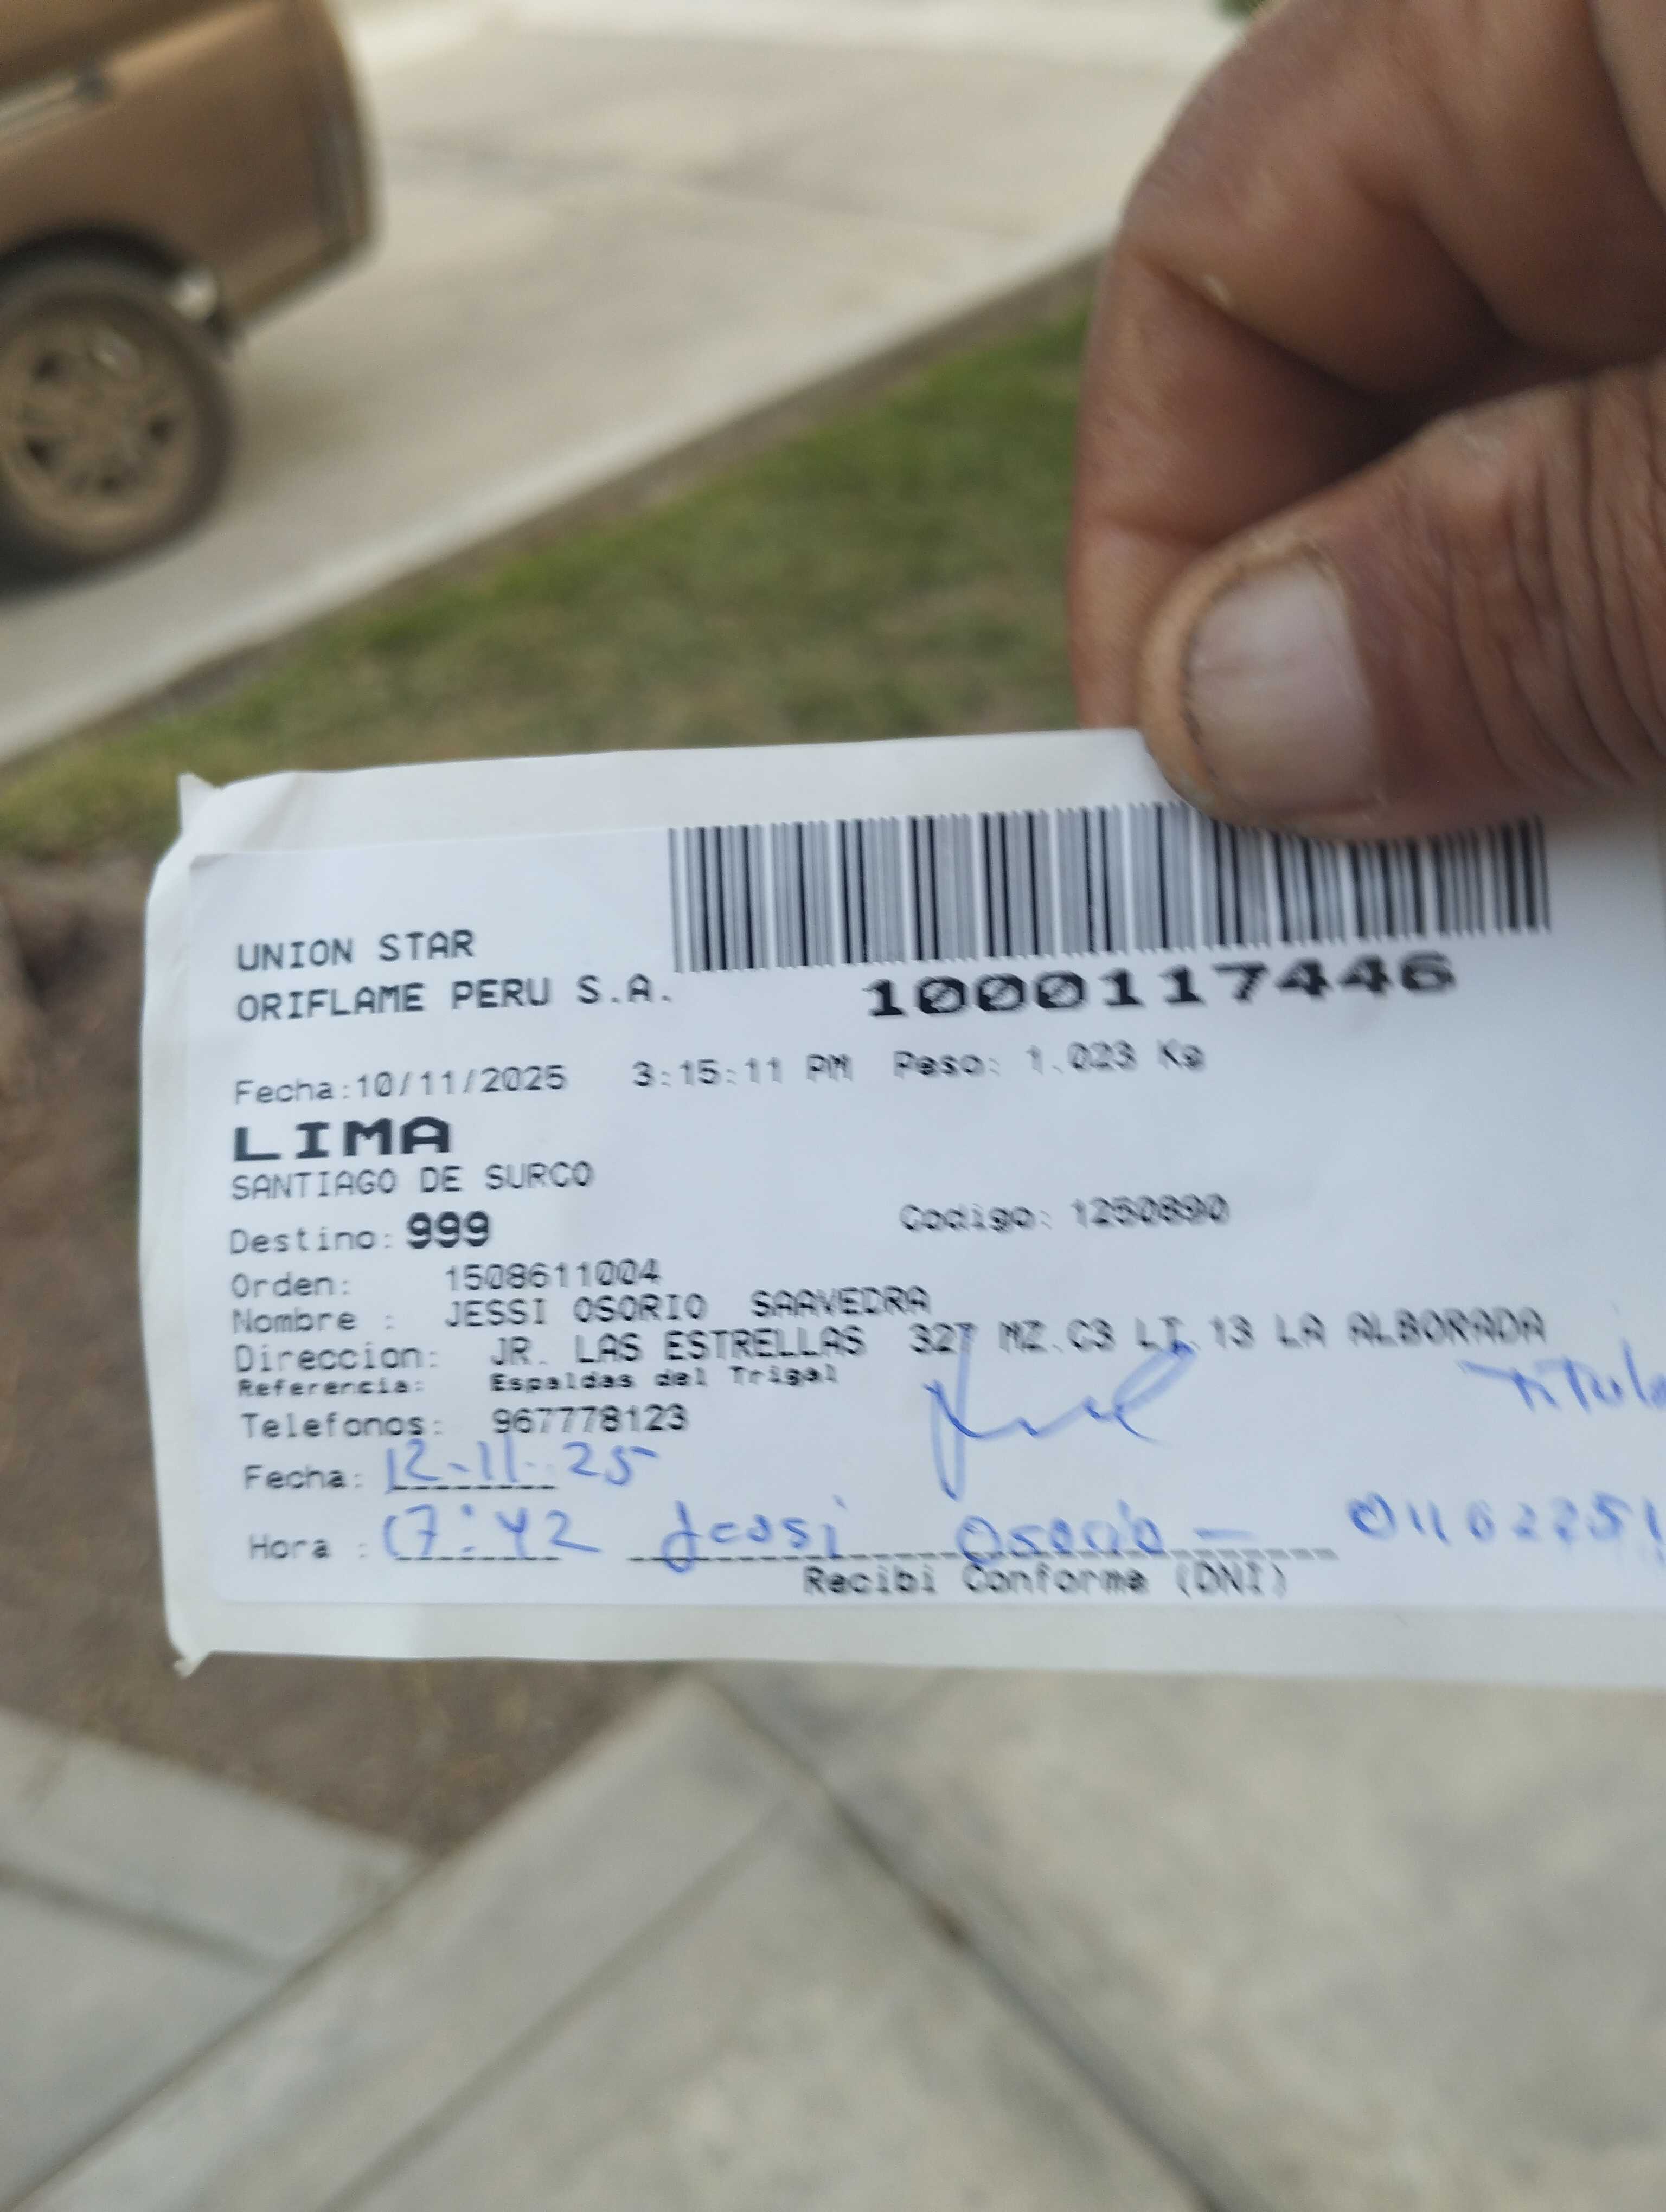 UNION STAR
ORIFLAME PERU S.A.
1000117446
Fecha:10/11/2025 3:15:11 PM Peso: 1.023 Kg
LIMA
SANTIAGO DE SURCO
Destino: 999 Codigo: 1250890
Orden: 1508611004
Nombre : JESSI OSORIO SAAVEDRA
Direccion: JR. LAS ESTRELLAS 327 MZ.C3 LT.13 LA ALBORADA
Referencia: Espaldas del Trigal
Telefonos: 967778123
Fecha: 12-11-25
Hora : 17:42 Jessi Osorio
Recibi Conforme (DNI)